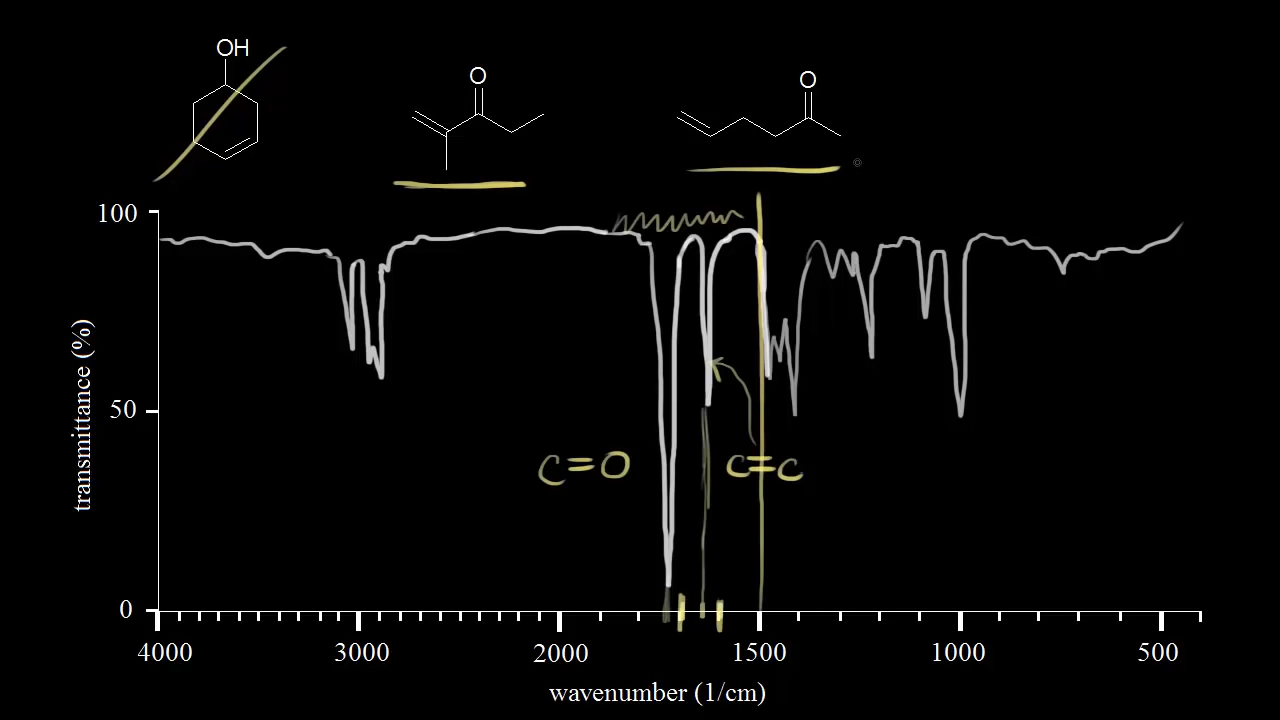 OH
O
O
100
50
0
transmittance (%)
C=O
C=C
4000 3000 2000 1500 1000 500
wavenumber (1/cm)